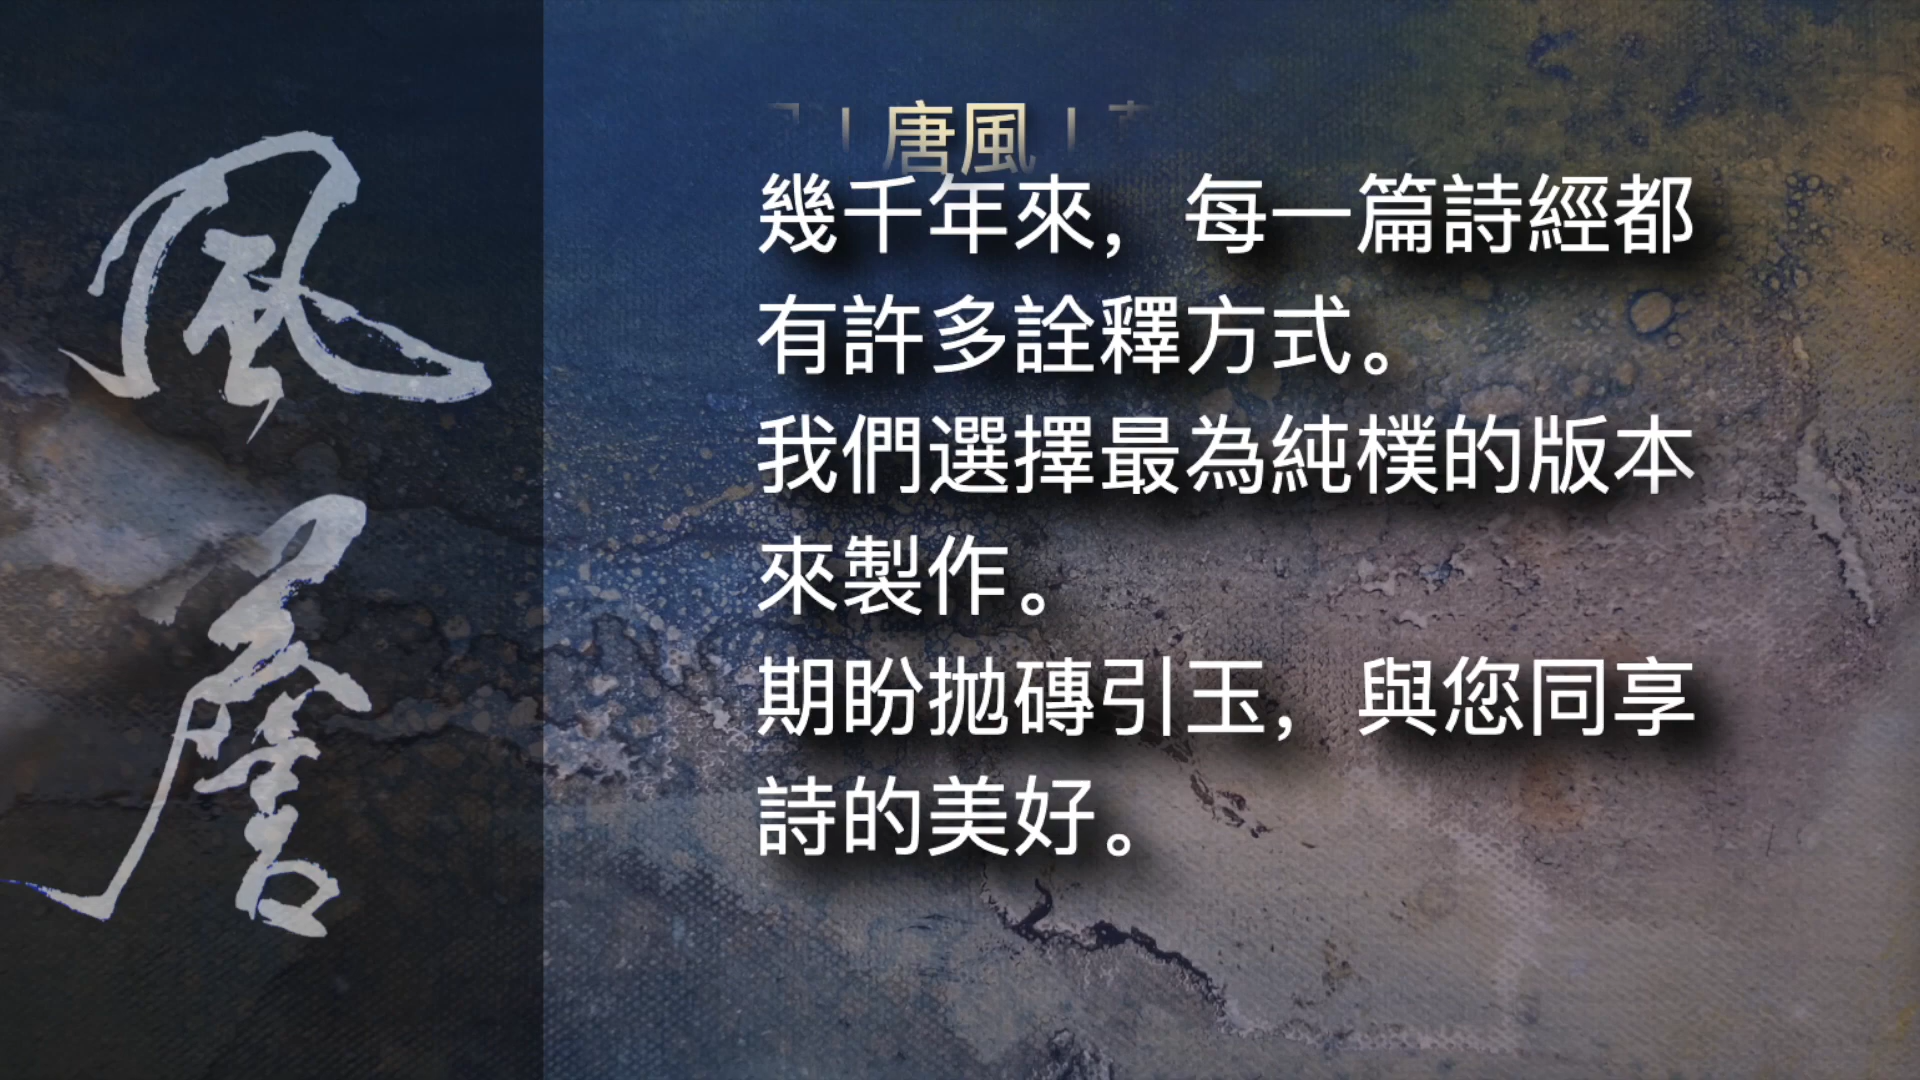 風
詹
唐風
幾千年來，每一篇詩經都
有許多詮釋方式。
我們選擇最為純樸的版本
來製作。
期盼拋磚引玉，與您同享
詩的美好。